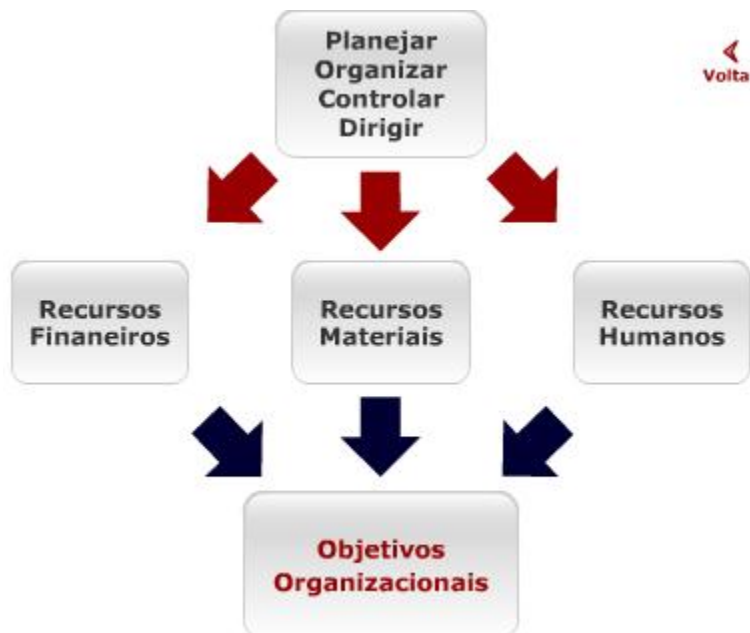 Planejar
Organizar
Controlar
Dirigir
Volta
Recursos
Finaneiros
Recursos
Materiais
Recursos
Humanos
Objetivos
Organizacionais